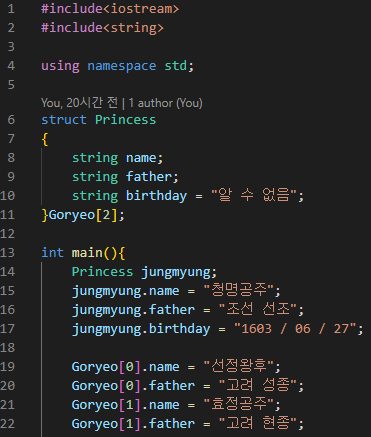 1 #include<iostream>
2 #include<string>
3
4 using namespace std;
5
You, 20시간 전 | 1 author (You)
6 struct Princess
7 {
8     string name;
9     string father;
10     string birthday = "알 수 없음";
11 }Goryeo[2];
12
13 int main(){
14     Princess jungmyung;
15     jungmyung.name = "정명공주";
16     jungmyung.father = "조선 선조";
17     jungmyung.birthday = "1603 / 06 / 27";
18
19     Goryeo[0].name = "선정왕후";
20     Goryeo[0].father = "고려 성종";
21     Goryeo[1].name = "효정공주";
22     Goryeo[1].father = "고려 현종";